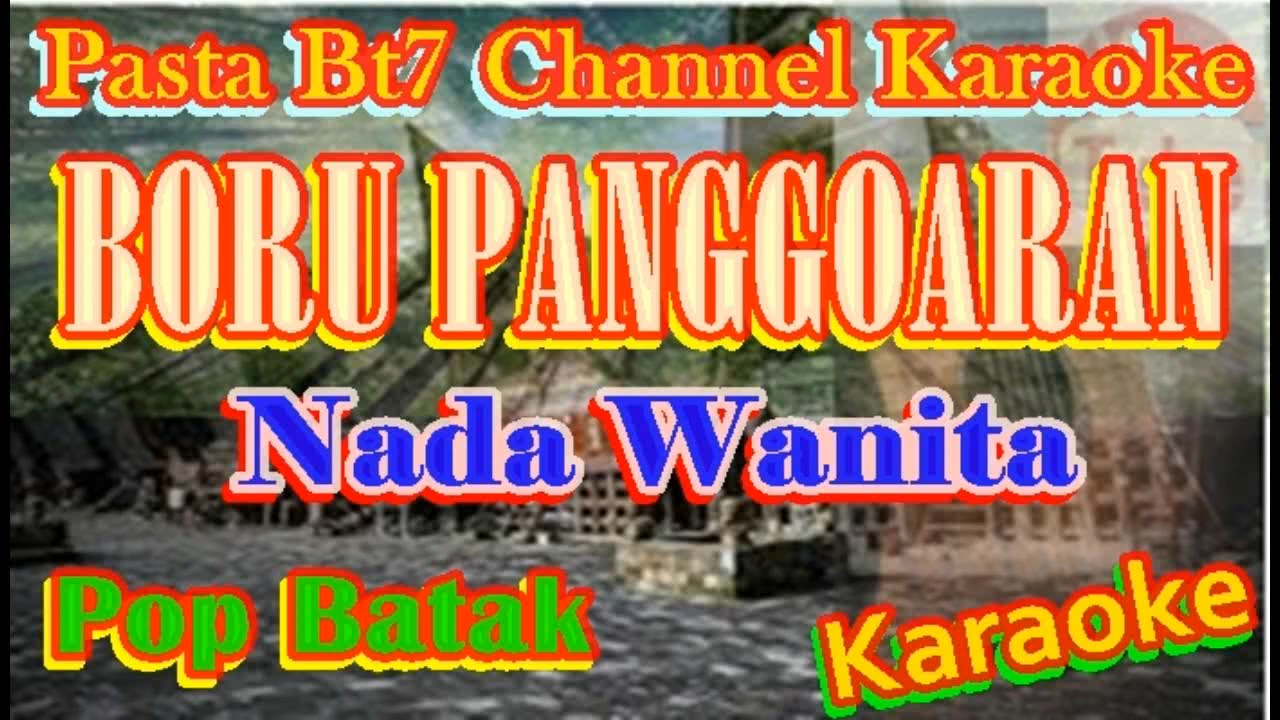 Pasta Bt7 Channel Karaoke
BORU PANGGOARAN
Nada Wanita
Pop Batak
Karaoke